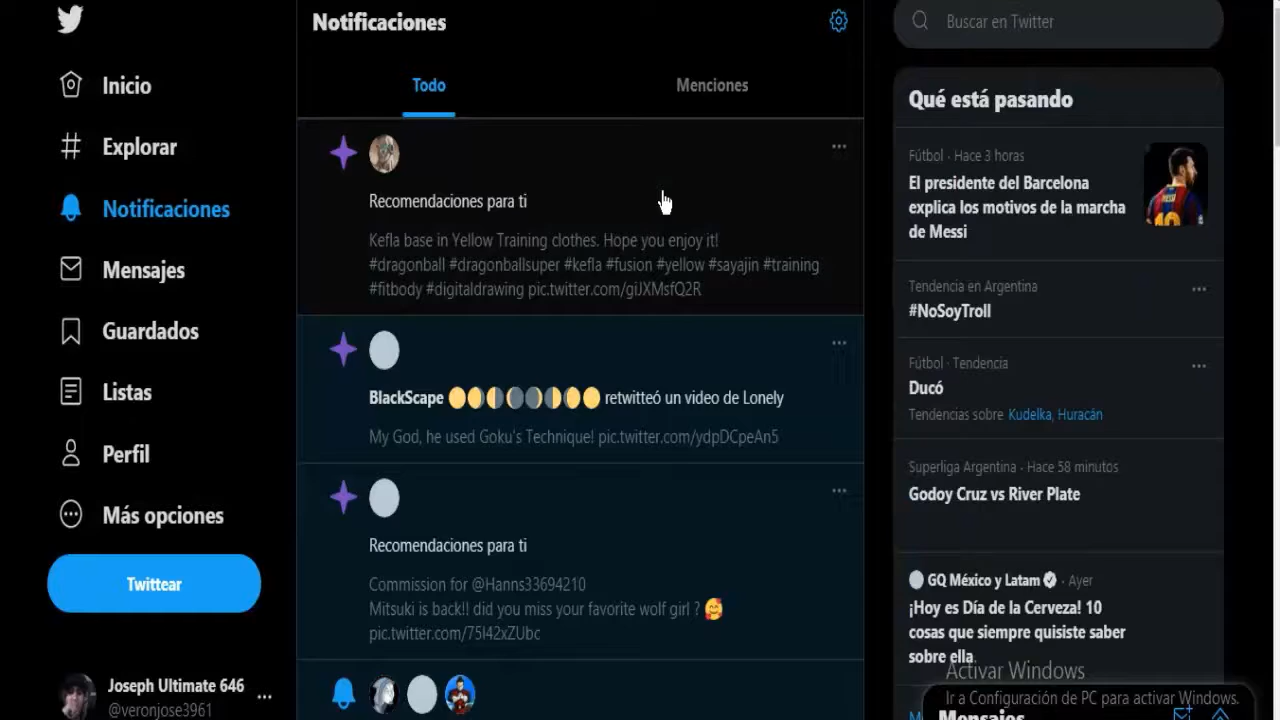 Inicio
Explorar
Notificaciones
Mensajes
Guardados
Listas
Perfil
Más opciones
Twittear
Joseph Ultimate 646
@veronjose3961
Notificaciones
Todo
Menciones
Recomendaciones para ti
Kefla base in Yellow Training clothes. Hope you enjoy it!
#dragonball #dragonballsuper #kefla #fusion #yellow #sayajin #training
#fitbody #digitaldrawing pic.twitter.com/giJXMsfQ2R
BlackScape 🌕🌖🌗🌘🌒🌓🌔🌕 retwitteó un video de Lonely
My God, he used Goku's Technique! pic.twitter.com/ydpDCpeAn5
Recomendaciones para ti
Commission for @Hanns33694210
Mitsuki is back!! did you miss your favorite wolf girl ? 🥰
pic.twitter.com/75l42xZUbc
Buscar en Twitter
Qué está pasando
Fútbol · Hace 3 horas
El presidente del Barcelona
explica los motivos de la marcha
de Messi
Tendencia en Argentina
#NoSoyTroll
Fútbol · Tendencia
Ducó
Tendencias sobre Kudelka, Huracán
Superliga Argentina · Hace 58 minutos
Godoy Cruz vs River Plate
GQ México y Latam · Ayer
¡Hoy es Día de la Cerveza! 10
cosas que siempre quisiste saber
sobre ella.
Activar Windows
Ir a Configuración de PC para activar Windows.
Mensajes